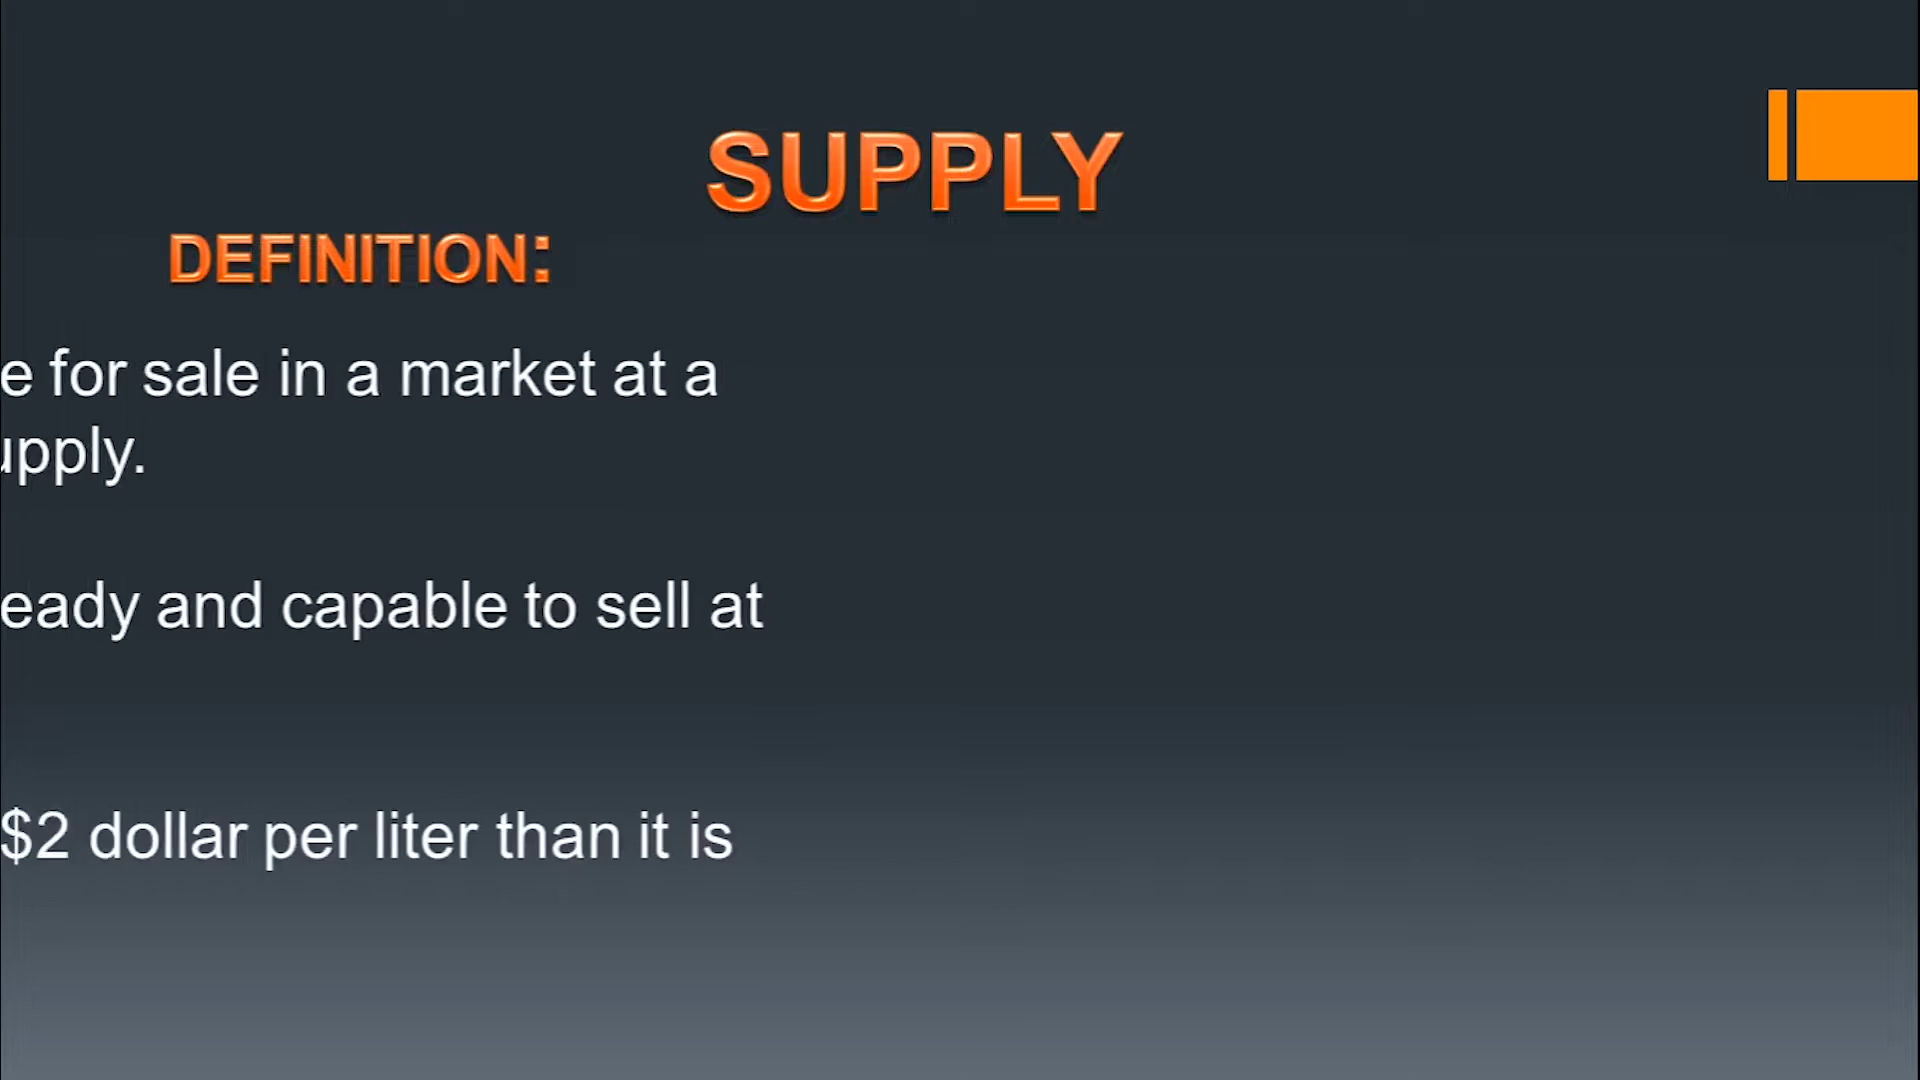 SUPPLY
DEFINITION:
e for sale in a market at a
upply.
eady and capable to sell at
$2 dollar per liter than it is